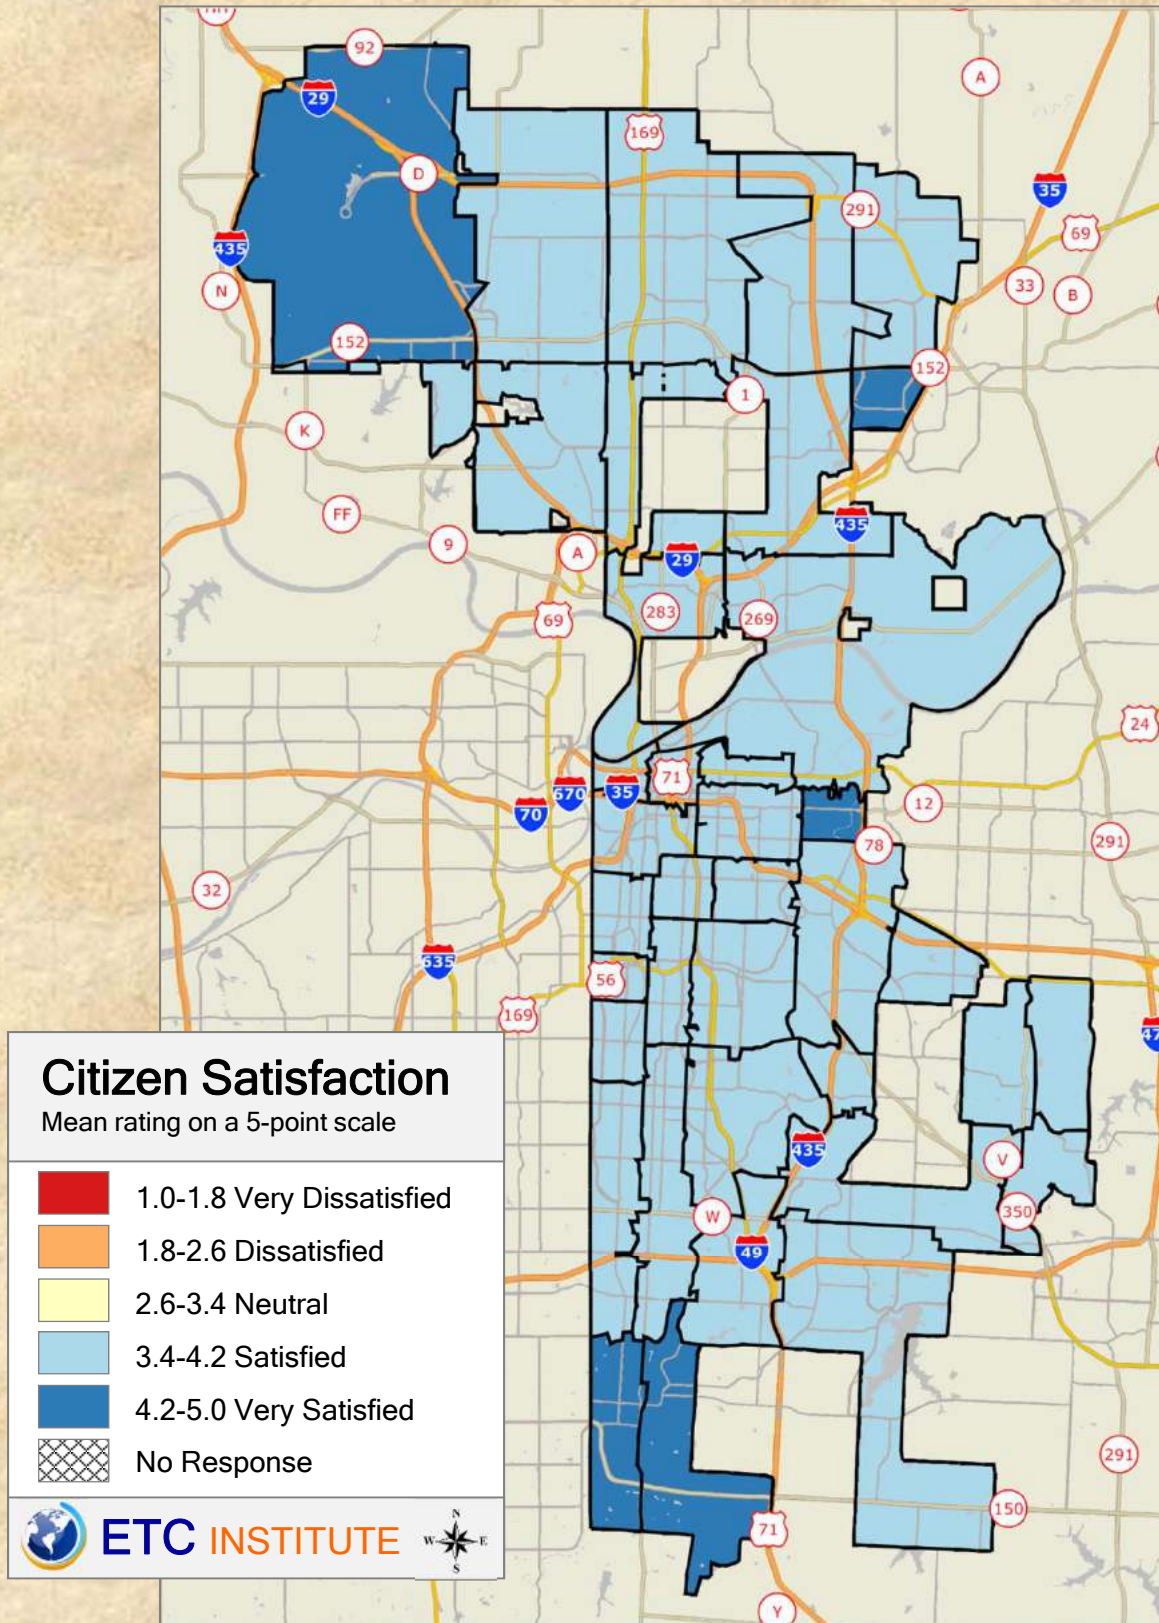 92
A
29
169
D
35
291
69
435
N
33
B
152
152
1
K
FF
9
A
435
29
69
283
269
24
71
670
35
70
12
78
291
32
635
56
169
47
Citizen Satisfaction
Mean rating on a 5-point scale
435
V
350
W
49
1.0-1.8 Very Dissatisfied
1.8-2.6 Dissatisfied
2.6-3.4 Neutral
3.4-4.2 Satisfied
4.2-5.0 Very Satisfied
No Response
291
150
71
ETC INSTITUTE
N
W E
S
Y